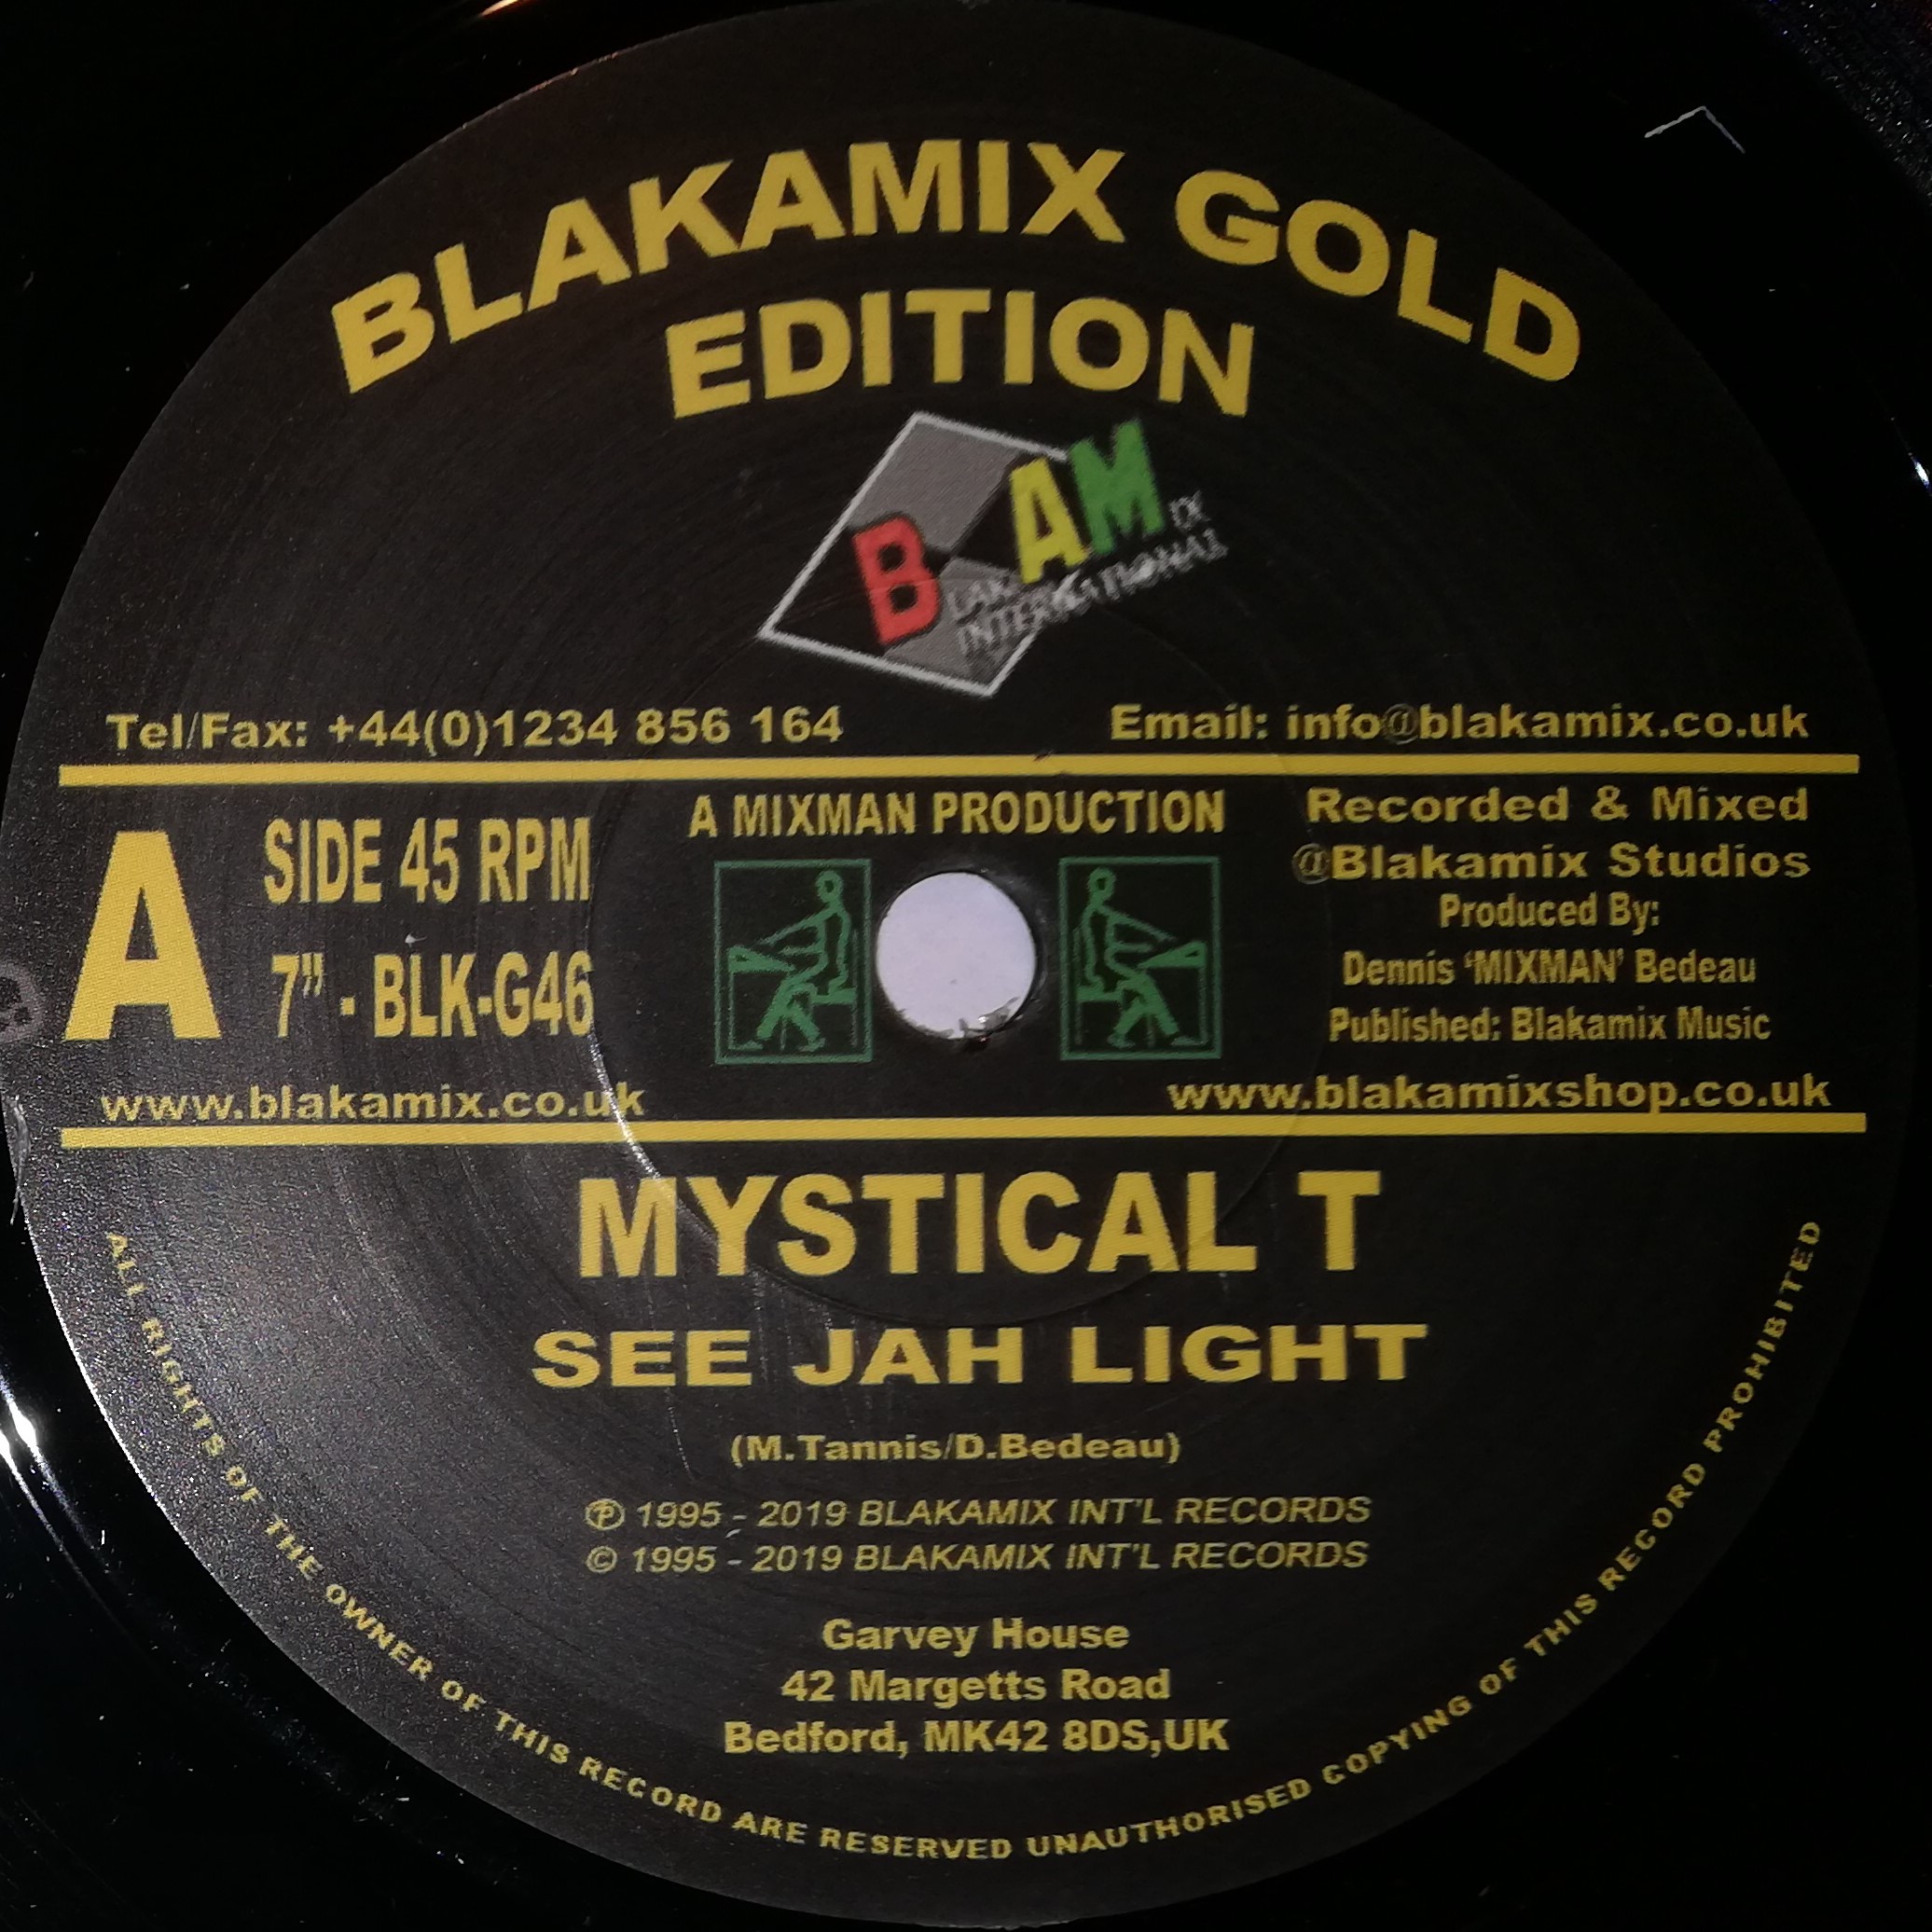 BLAKAMIX GOLD
EDITION
BAM
LAK IX
INTERNATIONAL
Tel/Fax: +44(0)1234 856 164
Email: info@blakamix.co.uk
A
SIDE 45 RPM
7” - BLK-G46
www.blakamix.co.uk
A MIXMAN PRODUCTION
Recorded & Mixed
@Blakamix Studios
Produced By:
Dennis ‘MIXMAN’ Bedeau
Published: Blakamix Music
www.blakamixshop.co.uk
MYSTICAL T
SEE JAH LIGHT
(M.Tannis/D.Bedeau)
℗ 1995 - 2019 BLAKAMIX INT'L RECORDS
© 1995 - 2019 BLAKAMIX INT'L RECORDS
Garvey House
42 Margetts Road
Bedford, MK42 8DS,UK
ALL RIGHTS OF THE OWNER OF THIS RECORD ARE RESERVED UNAUTHORISED COPYING OF THIS RECORD PROHIBITED